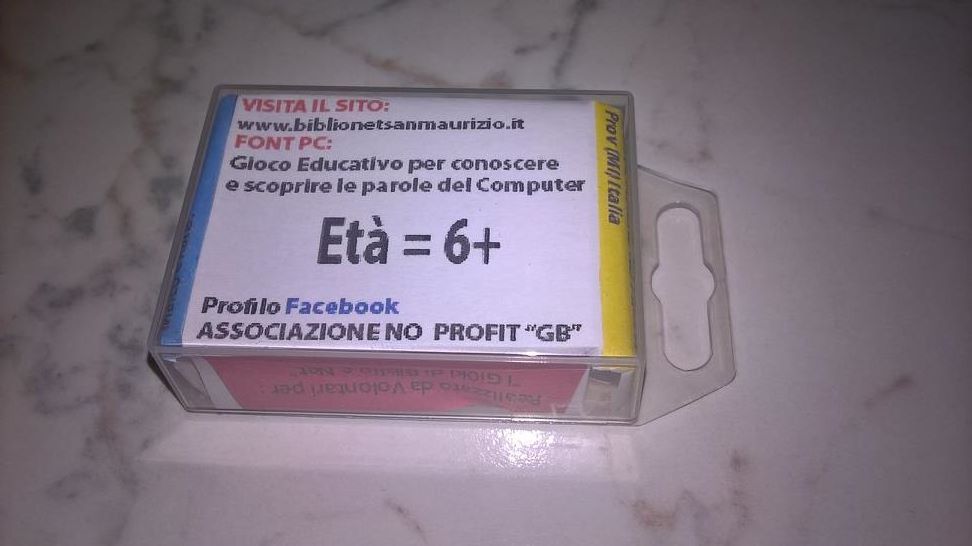 VISITA IL SITO:
www.biblionetsanmaurizio.it
FONT PC:
Gioco Educativo per conoscere
e scoprire le parole del Computer
Età = 6+
Profilo Facebook
ASSOCIAZIONE NO PROFIT "GB"
Prov (MI) Italia
Realizzato da Volontari per: